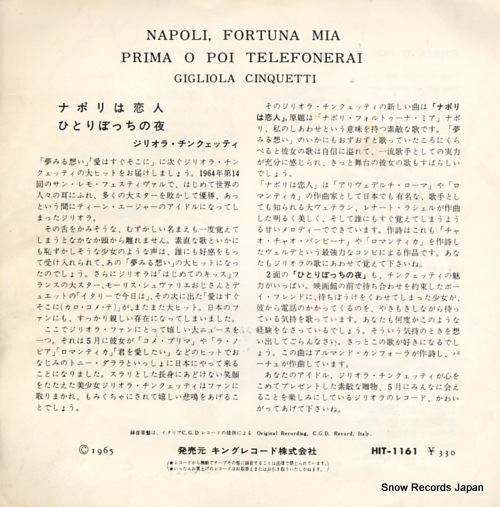 NAPOLI, FORTUNA MIA
PRIMA O POI TELEFONERAI
GIGLIOLA CINQUETTI
ナポリは恋人
ひとりぼっちの夜
ジリオラ・チンクェッティ
「夢みる想い」「愛はすぐそこに」に次ぐジリオラ・チン
クェッティの大ヒットをお届けしましょう。1964年第14
回のサン・レモ・フェスティヴァルで、はじめて世界の
人々の耳にふれ、多くの大スターを敗かして優勝、あっ
という間にティーン・エージャーのアイドルになってし
まったジリオラ。
その舌をかみそうな、むずかしい名まえも一度覚えて
しまうとなかなか頭から離れません。素直な歌といかに
も恥ずかしそうな少女のような声は、誰にも好感をもっ
て受け入れられて、あの「夢みる想い」の大ヒットになっ
たのでしょう。さらにジリオラは「はじめてのキッス」フ
ランスの大スター、モーリス・シュヴァリエおじさんとデ
ュエットの「イタリーで今日は」、その次に出た「愛はすぐ
そこに(カロ・コメ・テ)」が、またまた大ヒット。日本のファ
ンにも、すっかり親しい存在になってしまいました。
ここでジリオラ・ファンにとって嬉しい大ニュースを
一つ。それは5月に彼女が「コメ・プリマ」や「ラ・ノ
ビア」「ロマンティカ」「君を愛したい」などのヒットでお
なじみのトニー・ダララといっしょに日本にやって来る
ことになりました。スラリとした長身にあどけない笑顔
をたたえた美少女ジリオラ・チンクェッティはファンに
取りまかれ、もみくちゃにされて嬉しい悲鳴をあげるこ
とでしょう。
そのジリオラ・チンクェッティの新しい曲は「ナポリ
は恋人」。原題は"ナポリ・フォルトゥーナ・ミア"ナポ
リ、私のしあわせという意味を持つ素敵な歌です。「夢
みる想い」のいかにもおずおずと歌っていたころにくら
べると彼女の歌は自信に溢れて、一流歌手としての実力
が充分に感じられ、きっと舞台の彼女の歌もすばらしい
でしょう。
「ナポリは恋人」は「アリヴェデルチ・ローマ」や「ロ
マンティカ」の作曲家として日本でも有名な、歌手とし
ても知られる大ヴェテラン、レナート・ラシェルの作曲
した明るく美しく、そして誰にもすぐ覚えてしまうよう
な甘いメロディーでできています。作詩はこれも「チャ
オ・チャオ・バンビーナ」や「ロマンティカ」を作詩し
たヴェルデという最強力なコンビによる作品です。あな
たもジリオラの歌にあわせて覚えて下さいね。
2面の「ひとりぼっちの夜」も、チンクェッティの魅
力がいっぱい。映画館の前で待ち合せを約束したボー
イ・フレンドに、待ちぼうけをくわせてしまった少女が、
彼から電話のかかってくるのを、やきもきしながら待っ
ている気持を歌っています。あなたも何度かこのような
経験をなさっているでしょう。そういう気持のときを想
い出してごらんなさい。きっとこの歌が好きになるでし
ょう。この曲はアルマンド・カンフォーラが作詩し、バ
ーチェが作曲しています。
あなたのアイドル、ジリオラ・チンクェッティが心を
こめてプレゼントした素敵な贈物、5月にみんなに会え
ることを楽しみにしているジリオラのレコード、かわい
がってあげて下さいね。
録音原盤は、イタリアC.G.D レコードの提供による Original Recording, C.G.D. Record, Italy.
© 1965
発売元 キングレコード株式会社
HIT-1161 ¥330
Snow Records Japan